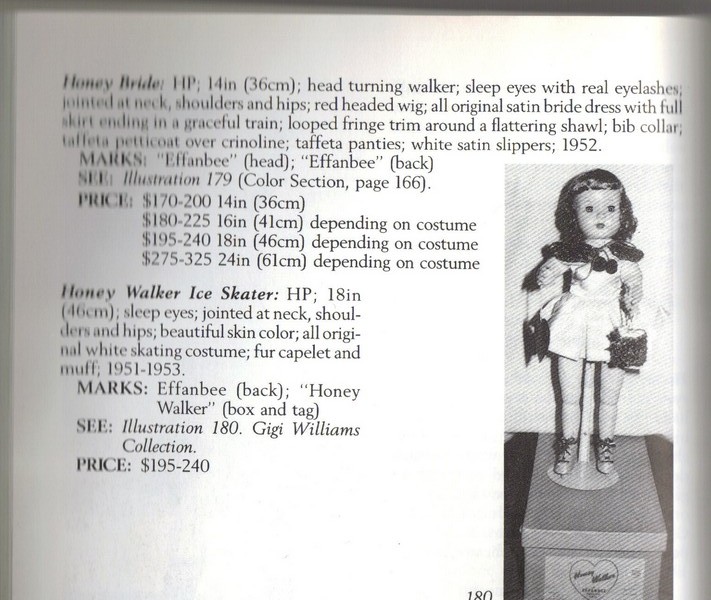 Honey Bride: HP; 14in (36cm); head turning walker; sleep eyes with real eyelashes;
jointed at neck, shoulders and hips; red headed wig; all original satin bride dress with full
skirt ending in a graceful train; looped fringe trim around a flattering shawl; bib collar;
taffeta petticoat over crinoline; taffeta panties; white satin slippers; 1952.
MARKS: "Effanbee" (head); "Effanbee" (back)
SEE: Illustration 179 (Color Section, page 166).
PRICE: $170-200 14in (36cm)
$180-225 16in (41cm) depending on costume
$195-240 18in (46cm) depending on costume
$275-325 24in (61cm) depending on costume
Honey Walker Ice Skater: HP; 18in
(46cm); sleep eyes; jointed at neck, shoul-
ders and hips; beautiful skin color; all origi-
nal white skating costume; fur capelet and
muff; 1951-1953.
MARKS: Effanbee (back); "Honey
Walker" (box and tag)
SEE: Illustration 180. Gigi Williams
Collection.
PRICE: $195-240
Honey Walker
EFFANBEE
180